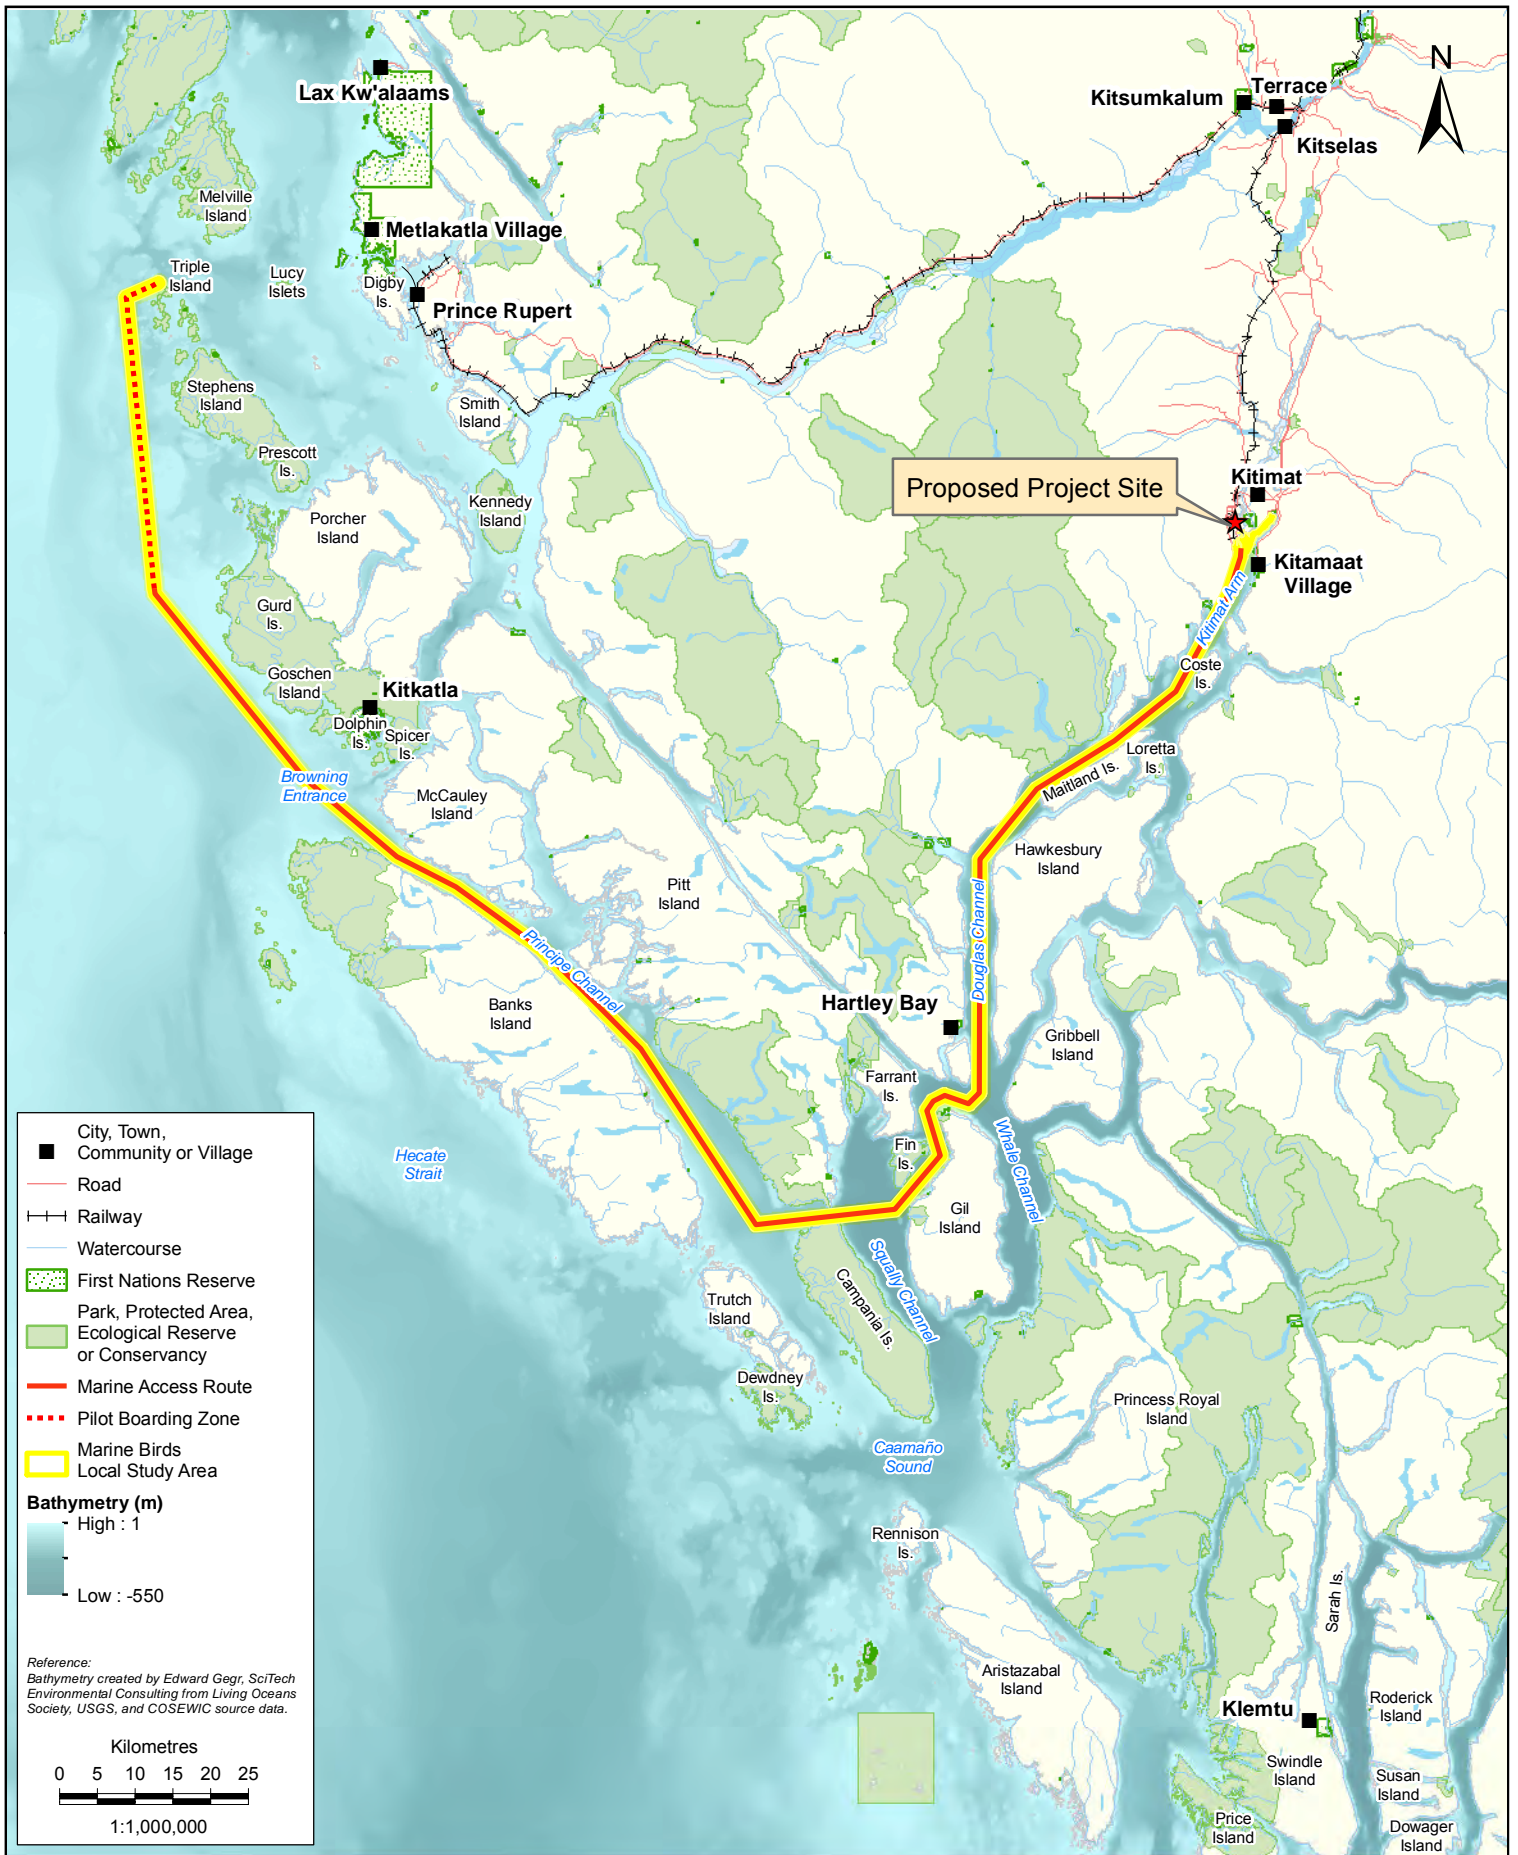 N
Lax Kw'alaams
Kitsumkalum
Terrace
Kitselas
Melville
Island
Metlakatla Village
Triple
Island
Lucy
Islets
Digby
Is.
Prince Rupert
Stephens
Island
Smith
Island
Prescott
Is.
Kennedy
Island
Porcher
Island
Proposed Project Site
Kitimat
Kitamaat
Village
Kitimat Arm
Gurd
Is.
Goschen
Island
Kitkatla
Dolphin
Is.
Spicer
Is.
Coste
Is.
Loretta
Is.
Maitland Is.
Browning
Entrance
McCauley
Island
Hawkesbury
Island
Pitt
Island
Douglas Channel
Principe Channel
Banks
Island
Hartley Bay
Gribbell
Island
Farrant
Is.
Fin
Is.
Whale Channel
Gil
Island
Hecate
Strait
Squally Channel
Campania Is.
Trutch
Island
Dewdney
Is.
Princess Royal
Island
Caamaño
Sound
Rennison
Is.
Sarah Is.
Aristazabal
Island
Klemtu
Roderick
Island
Swindle
Island
Susan
Island
Price
Island
Dowager
Island
City, Town,
Community or Village
Road
Railway
Watercourse
First Nations Reserve
Park, Protected Area,
Ecological Reserve
or Conservancy
Marine Access Route
Pilot Boarding Zone
Marine Birds
Local Study Area
Bathymetry (m)
High : 1
Low : -550
Reference:
Bathymetry created by Edward Gegr, SciTech
Environmental Consulting from Living Oceans
Society, USGS, and COSEWIC source data.
Kilometres
0 5 10 15 20 25
1:1,000,000